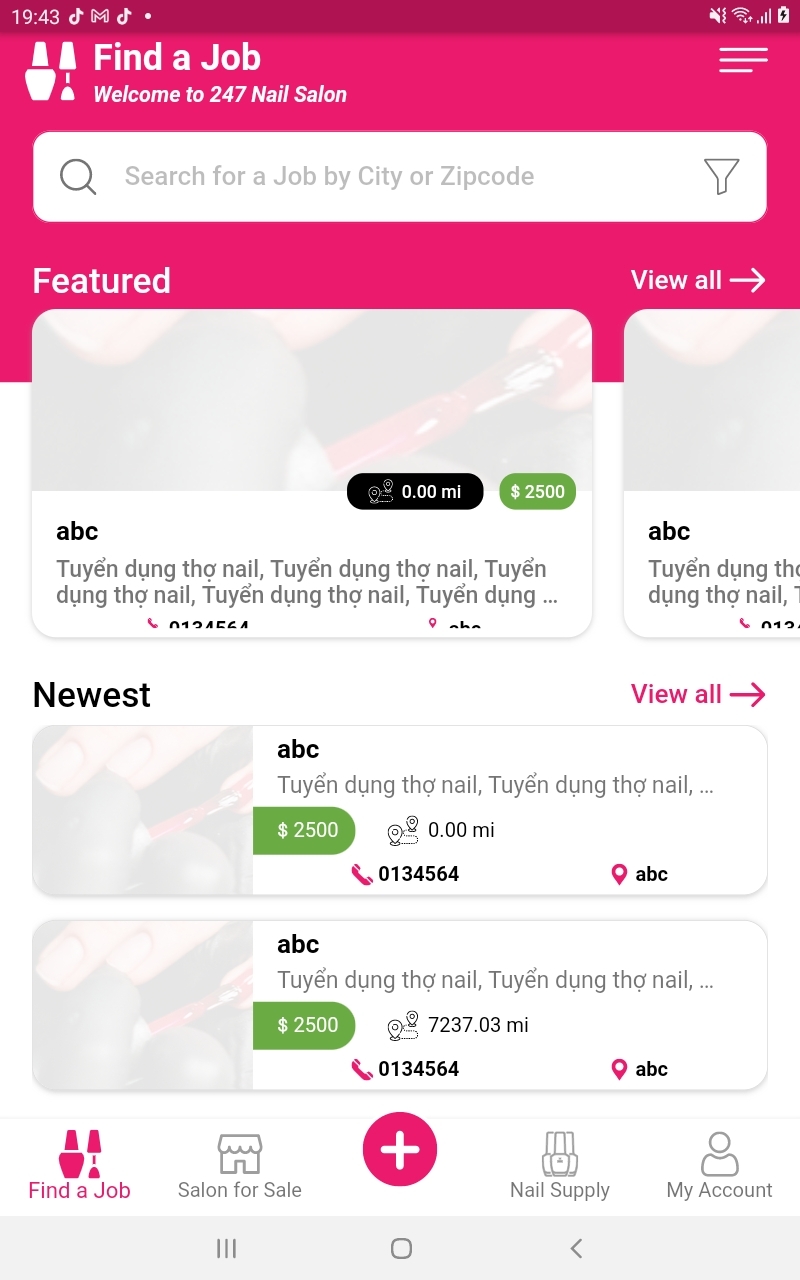 19:43
Find a Job
Welcome to 247 Nail Salon
Search for a Job by City or Zipcode
Featured
View all
0.00 mi
$ 2500
abc
Tuyển dụng thợ nail, Tuyển dụng thợ nail, Tuyển
dụng thợ nail, Tuyển dụng thợ nail, Tuyển dụng ...
0134564
abc
abc
Tuyển dụng
dụng thợ nail,
Newest
View all
abc
Tuyển dụng thợ nail, Tuyển dụng thợ nail, ...
$ 2500
0.00 mi
0134564
abc
abc
Tuyển dụng thợ nail, Tuyển dụng thợ nail, ...
$ 2500
7237.03 mi
0134564
abc
Find a Job
Salon for Sale
Nail Supply
My Account